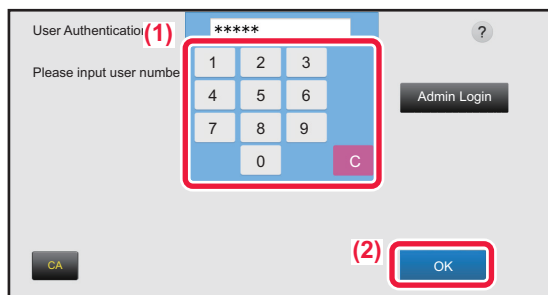 User Authentication
(1)
*****
?
Please input user numbe
1 2 3
4 5 6
7 8 9
0 C
Admin Login
(2)
CA
OK